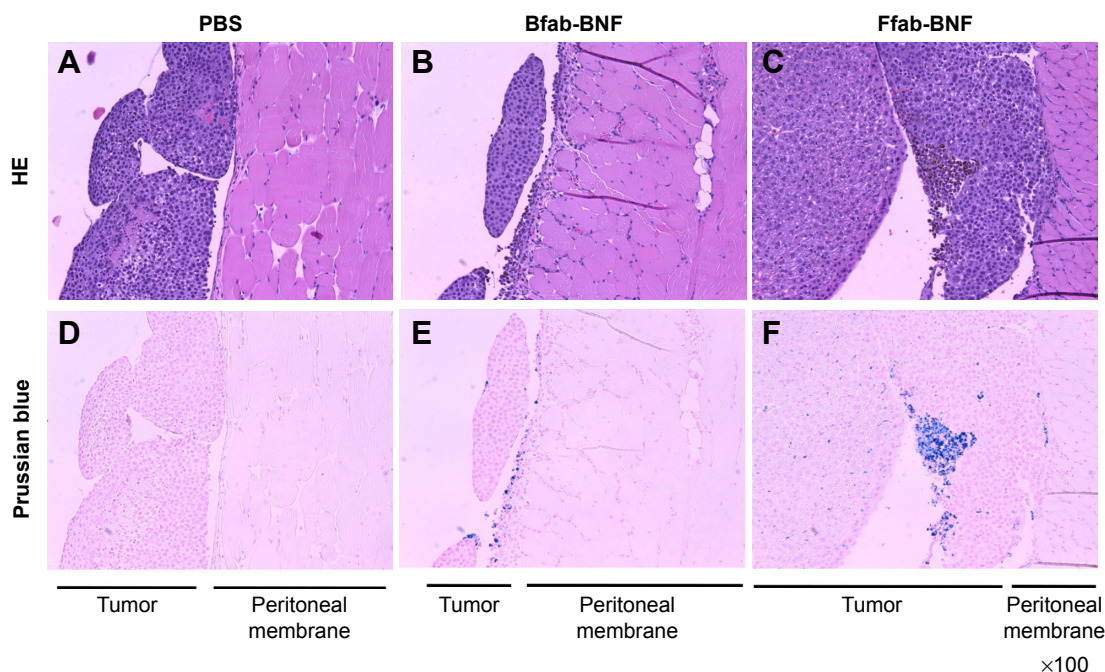 PBS Bfab-BNF Ffab-BNF
HE
A B C
Prussian blue
D E F
Tumor Peritoneal membrane Tumor Peritoneal membrane Tumor Peritoneal membrane
×100